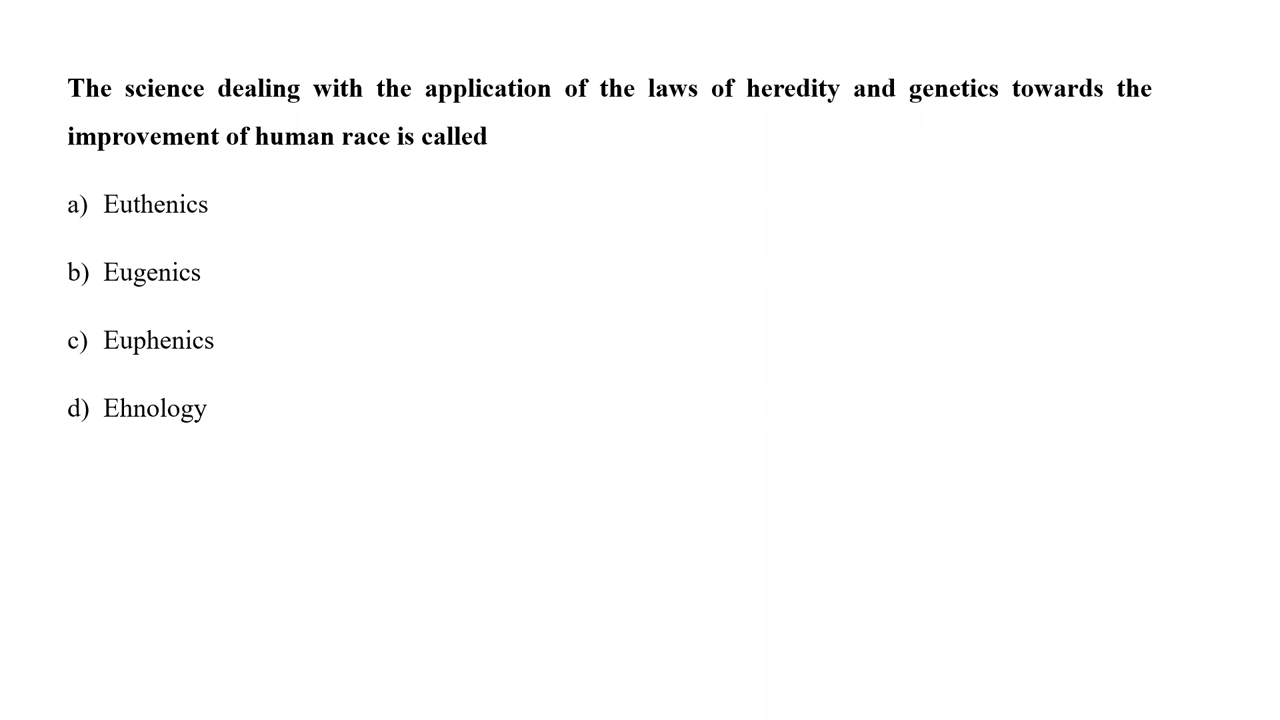 The science dealing with the application of the laws of heredity and genetics towards the
improvement of human race is called
a) Euthenics
b) Eugenics
c) Euphenics
d) Ehnology